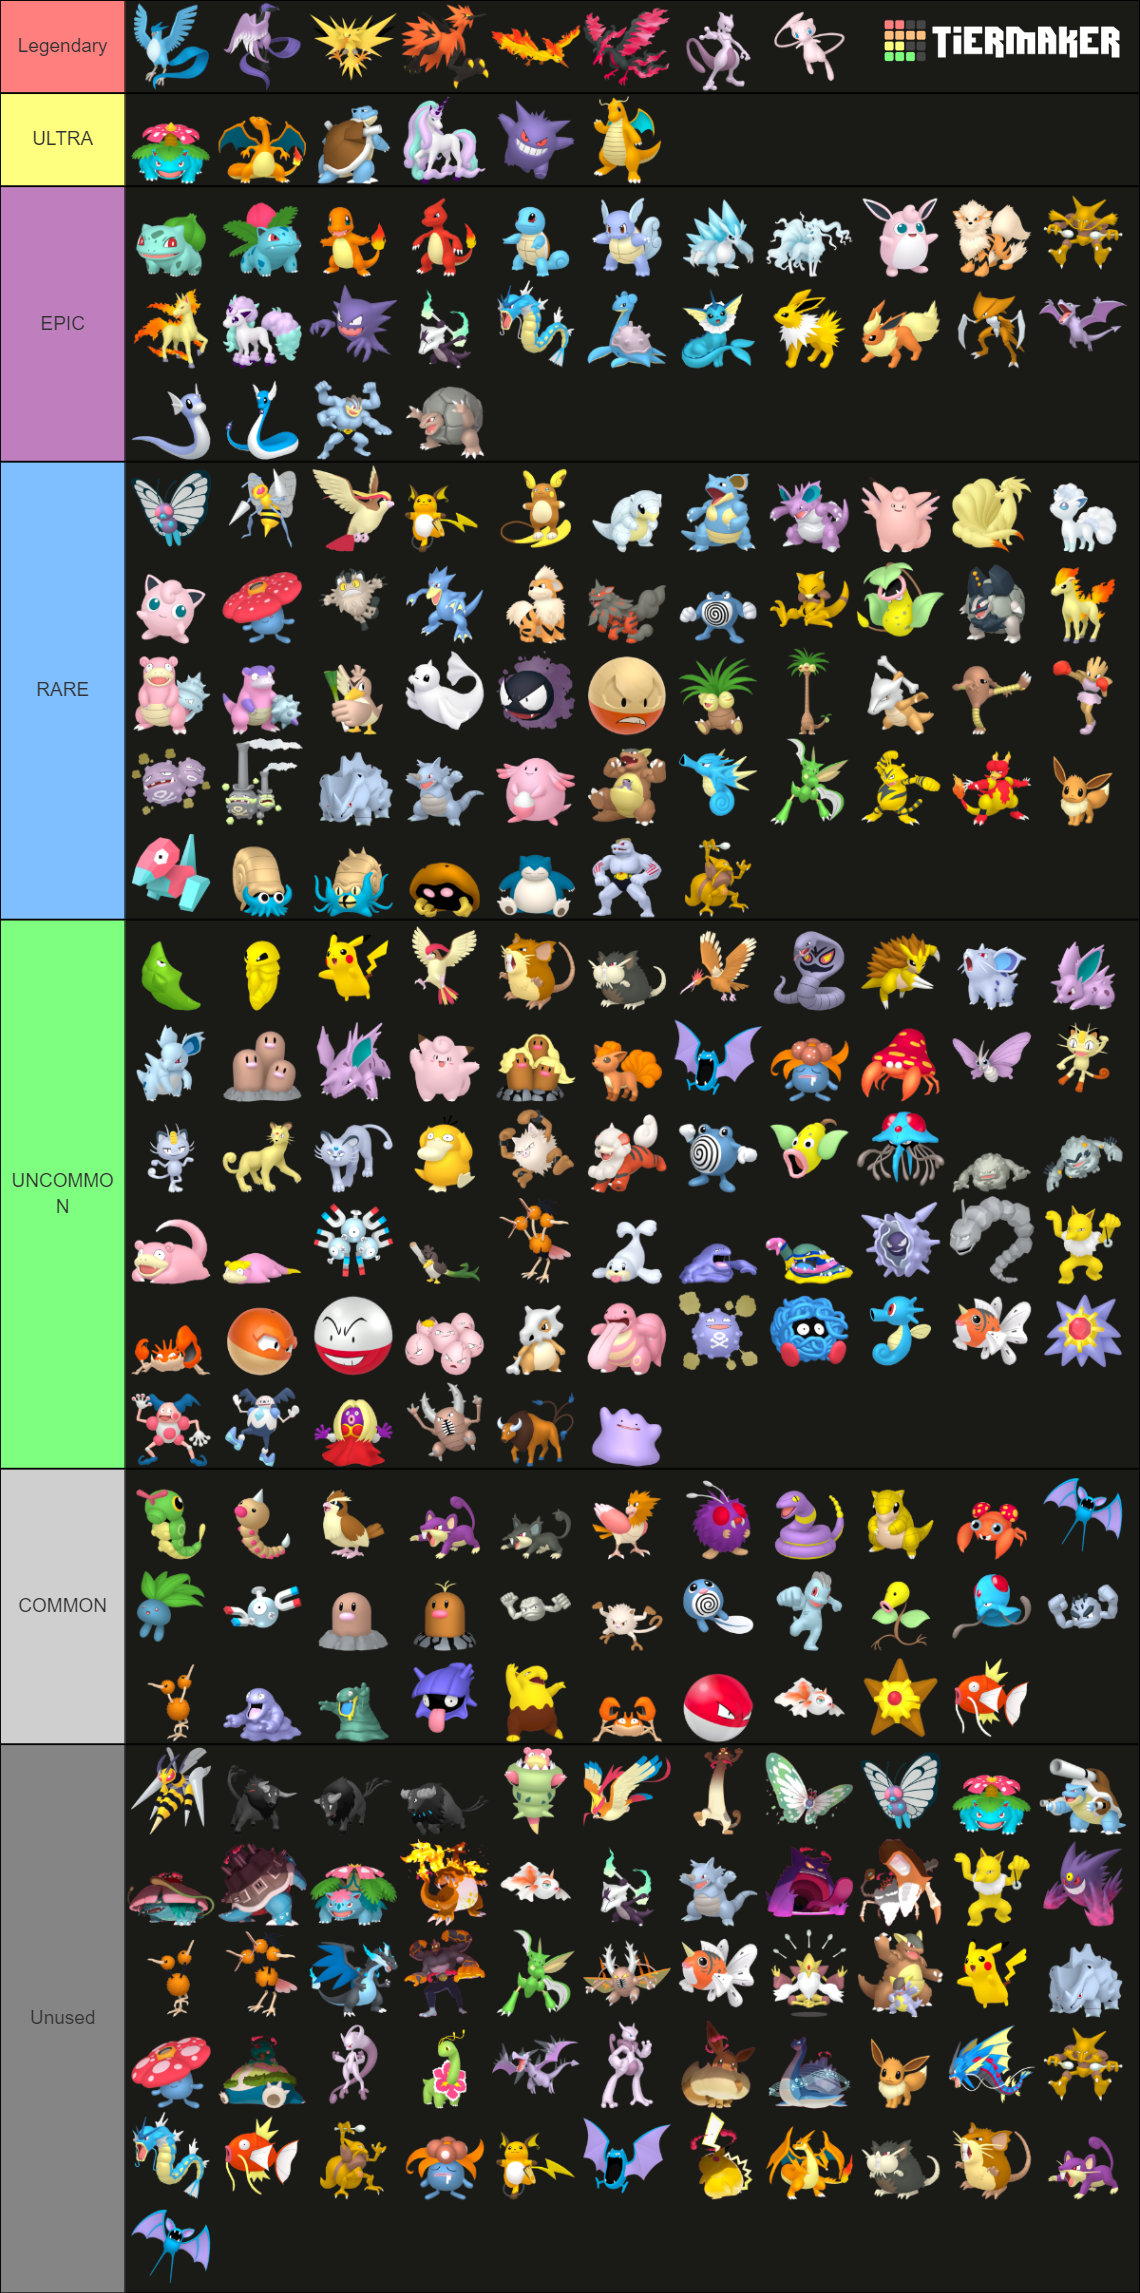 Legendary
TiERMAKER
ULTRA
EPIC
RARE
UNCOMMO
N
COMMON
Unused